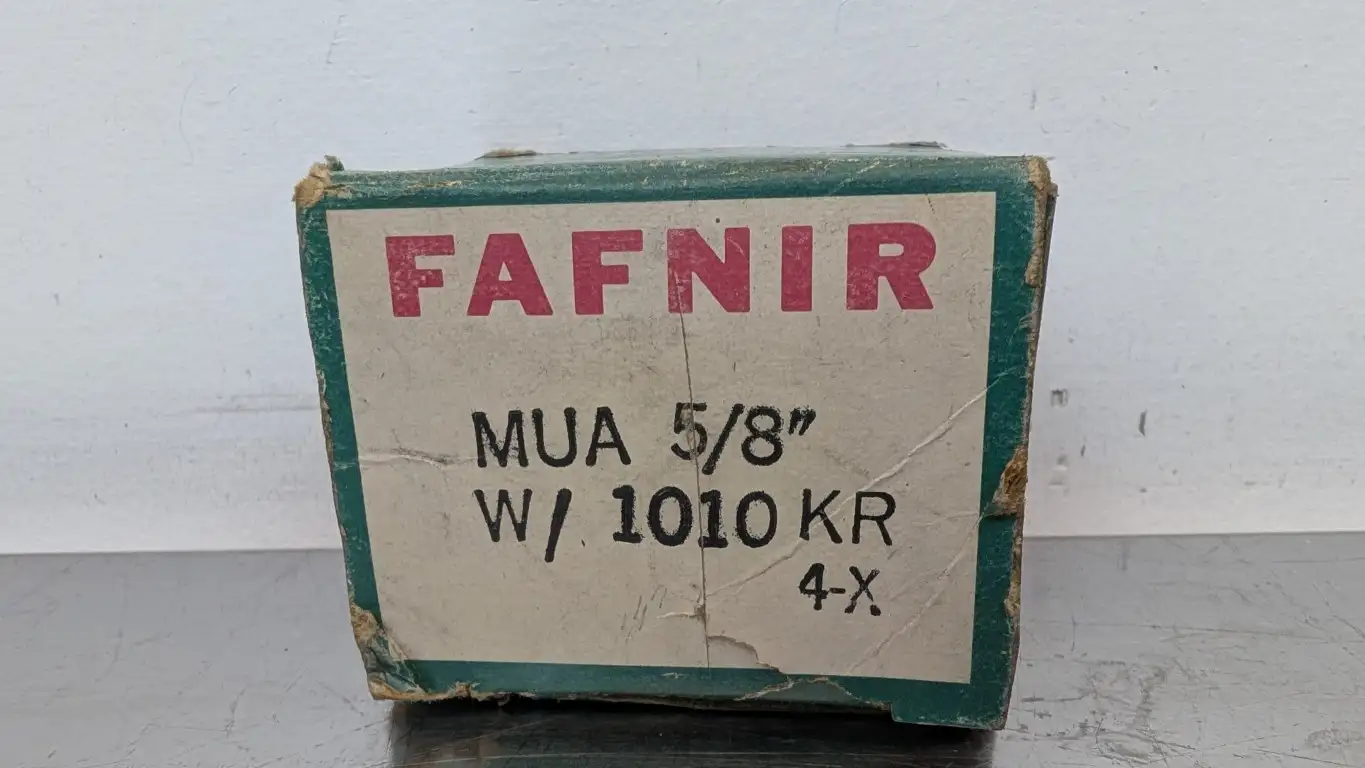 FAFNIR
MUA 5/8"
W/ 1010 KR
4-X